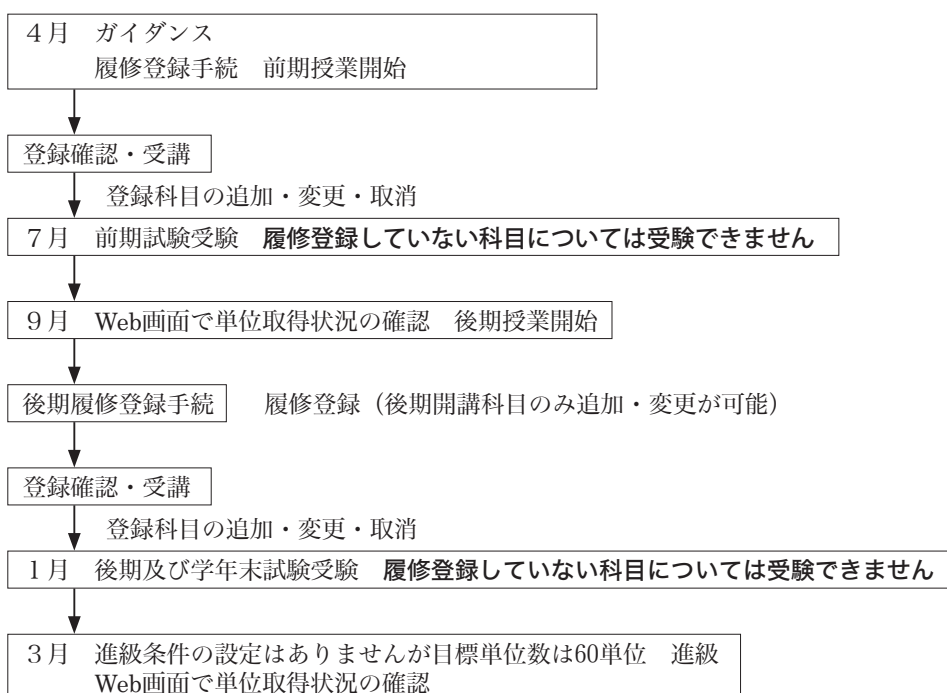 ４月　ガイダンス
履修登録手続　前期授業開始
登録確認・受講
登録科目の追加・変更・取消
７月　前期試験受験　履修登録していない科目については受験できません
９月　Web画面で単位取得状況の確認　後期授業開始
後期履修登録手続　履修登録（後期開講科目のみ追加・変更が可能）
登録確認・受講
登録科目の追加・変更・取消
１月　後期及び学年末試験受験　履修登録していない科目については受験できません
３月　進級条件の設定はありませんが目標単位数は60単位　進級
Web画面で単位取得状況の確認